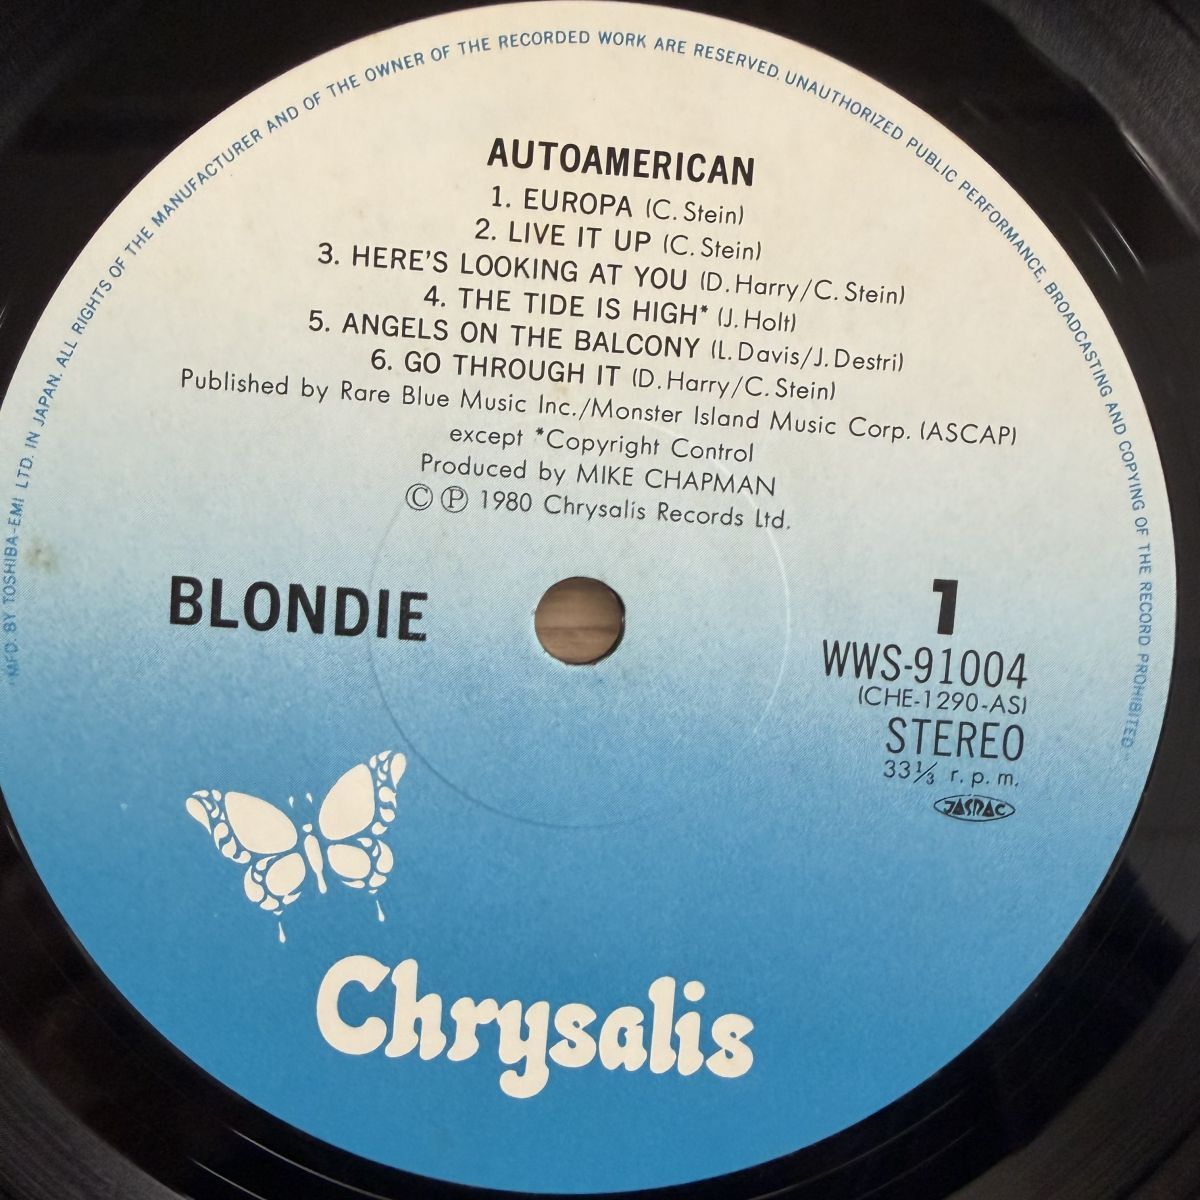 "MFD. BY TOSHIBA-EMI LTD. IN JAPAN. ALL RIGHTS OF THE MANUFACTURER AND OF THE OWNER OF THE RECORDED WORK ARE RESERVED. UNAUTHORIZED PUBLIC PERFORMANCE, BROADCASTING AND COPYING OF THE RECORD PROHIBITED"
AUTOAMERICAN
1. EUROPA (C. Stein)
2. LIVE IT UP (C. Stein)
3. HERE'S LOOKING AT YOU (D. Harry/C. Stein)
4. THE TIDE IS HIGH* (J. Holt)
5. ANGELS ON THE BALCONY (L. Davis/J. Destri)
6. GO THROUGH IT (D. Harry/C. Stein)
Published by Rare Blue Music Inc./Monster Island Music Corp. (ASCAP)
except *Copyright Control
Produced by MIKE CHAPMAN
Ⓒ Ⓟ 1980 Chrysalis Records Ltd.
BLONDIE
1
WWS-91004
(CHE-1290-AS)
STEREO
33 1/3 r.p.m.
JASRAC
Chrysalis